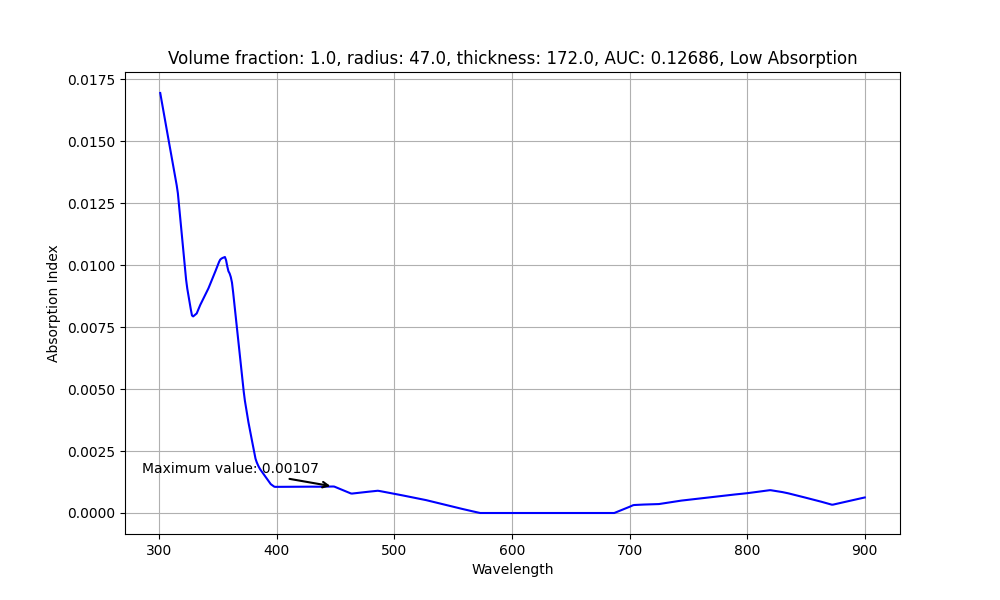 Volume fraction: 1.0, radius: 47.0, thickness: 172.0, AUC: 0.12686, Low Absorption
0.0175
0.0150
0.0125
0.0100
0.0075
0.0050
0.0025
0.0000
Absorption Index
Maximum value: 0.00107
300 400 500 600 700 800 900
Wavelength